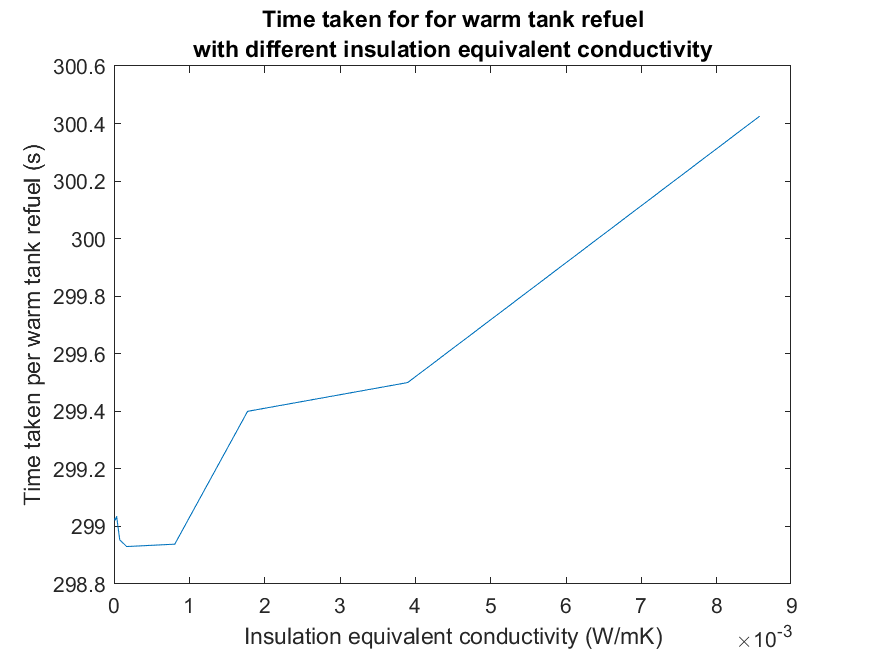 Time taken for for warm tank refuel
with different insulation equivalent conductivity
300.6
300.4
300.2
300
299.8
299.6
299.4
299.2
299
298.8
Time taken per warm tank refuel (s)
0 1 2 3 4 5 6 7 8 9
Insulation equivalent conductivity (W/mK)
×10⁻³